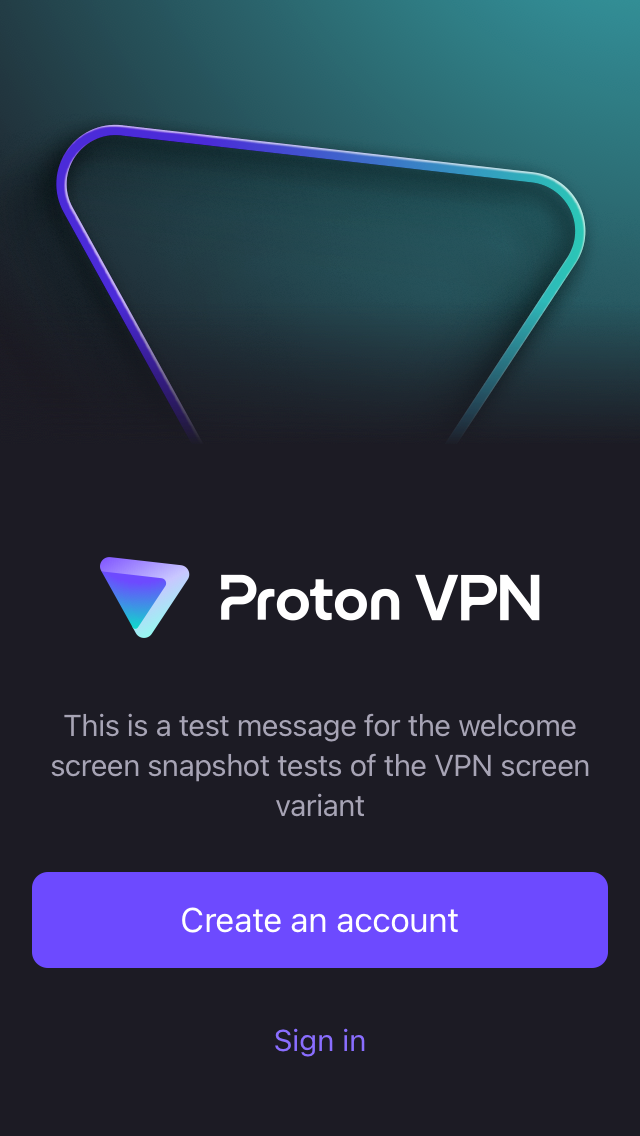 Proton VPN
This is a test message for the welcome
screen snapshot tests of the VPN screen
variant
Create an account
Sign in